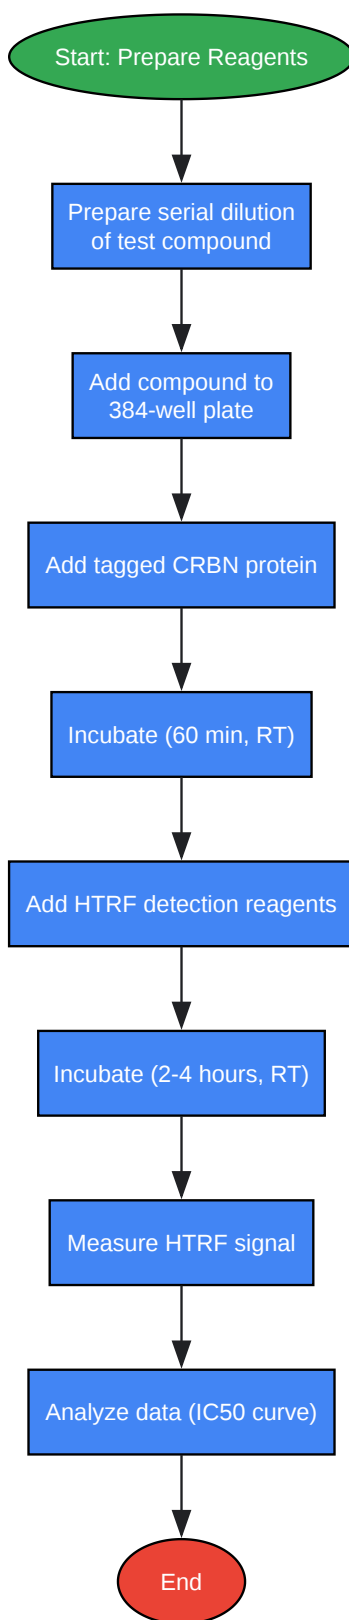 Start: Prepare Reagents
Prepare serial dilution
of test compound
Add compound to
384-well plate
Add tagged CRBN protein
Incubate (60 min, RT)
Add HTRF detection reagents
Incubate (2-4 hours, RT)
Measure HTRF signal
Analyze data (IC50 curve)
End